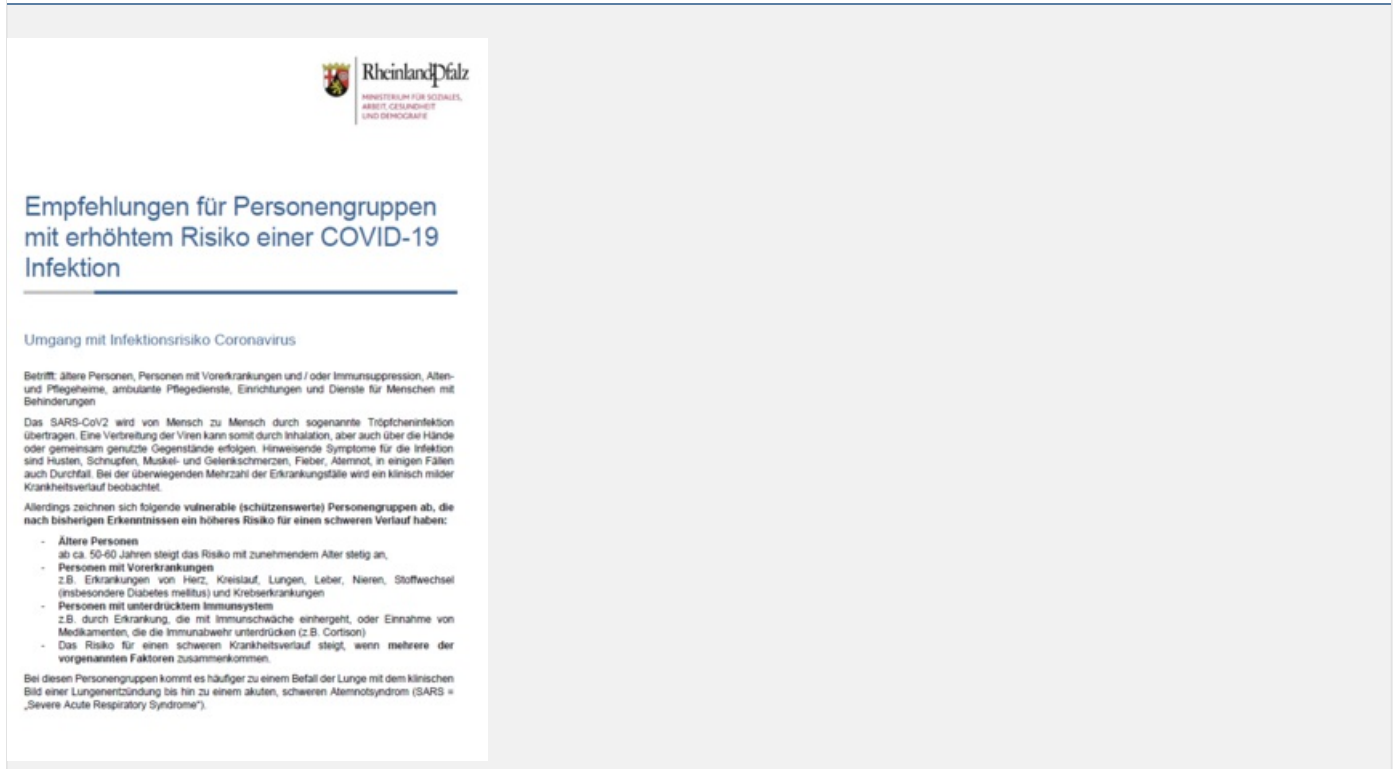 RheinlandPfalz
MINISTERIUM FÜR SOZIALES,
ARBEIT, GESUNDHEIT
UND DEMOGRAFIE
Empfehlungen für Personengruppen
mit erhöhtem Risiko einer COVID-19
Infektion
Umgang mit Infektionsrisiko Coronavirus
Betrifft: ältere Personen, Personen mit Vorerkrankungen und / oder Immunsuppression, Alten-
und Pflegeheime, ambulante Pflegedienste, Einrichtungen und Dienste für Menschen mit
Behinderungen
Das SARS-CoV2 wird von Mensch zu Mensch durch sogenannte Tröpfcheninfektion
übertragen. Eine Verbreitung der Viren kann somit durch Inhalation, aber auch über die Hände
oder gemeinsam genutzte Gegenstände erfolgen. Hinweisende Symptome für die Infektion
sind Husten, Schnupfen, Muskel- und Gelenkschmerzen, Fieber, Atemnot, in einigen Fällen
auch Durchfall. Bei der überwiegenden Mehrzahl der Erkrankungsfälle wird ein klinisch milder
Krankheitsverlauf beobachtet.
Allerdings zeichnen sich folgende vulnerable (schützenswerte) Personengruppen ab, die
nach bisherigen Erkenntnissen ein höheres Risiko für einen schweren Verlauf haben:
- Ältere Personen
ab ca. 50-60 Jahren steigt das Risiko mit zunehmendem Alter stetig an,
- Personen mit Vorerkrankungen
z.B. Erkrankungen von Herz, Kreislauf, Lungen, Leber, Nieren, Stoffwechsel
(insbesondere Diabetes mellitus) und Krebserkrankungen
- Personen mit unterdrücktem Immunsystem
z.B. durch Erkrankung, die mit Immunschwäche einhergeht, oder Einnahme von
Medikamenten, die die Immunabwehr unterdrücken (z.B. Cortison)
- Das Risiko für einen schweren Krankheitsverlauf steigt, wenn mehrere der
vorgenannten Faktoren zusammenkommen.
Bei diesen Personengruppen kommt es häufiger zu einem Befall der Lunge mit dem klinischen
Bild einer Lungenentzündung bis hin zu einem akuten, schweren Atemnotsyndrom (SARS =
„Severe Acute Respiratory Syndrome“).